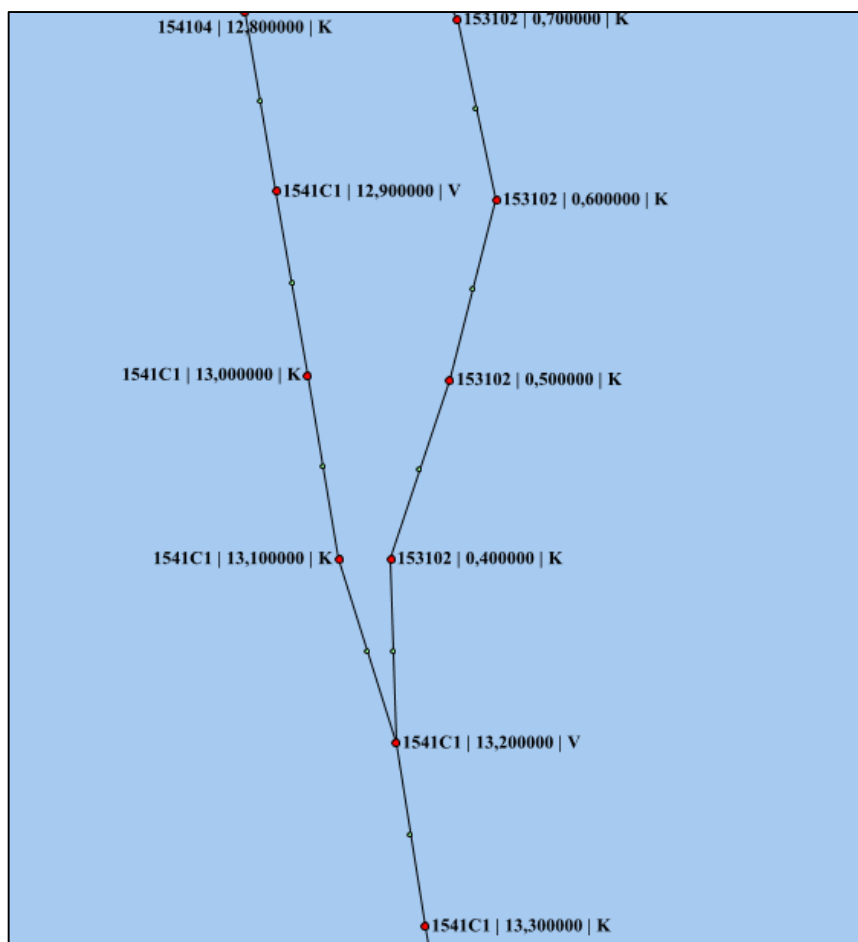 154104 | 12,800000 | K
153102 | 0,700000 | K
1541C1 | 12,900000 | V
153102 | 0,600000 | K
1541C1 | 13,000000 | K
153102 | 0,500000 | K
1541C1 | 13,100000 | K
153102 | 0,400000 | K
1541C1 | 13,200000 | V
1541C1 | 13,300000 | K